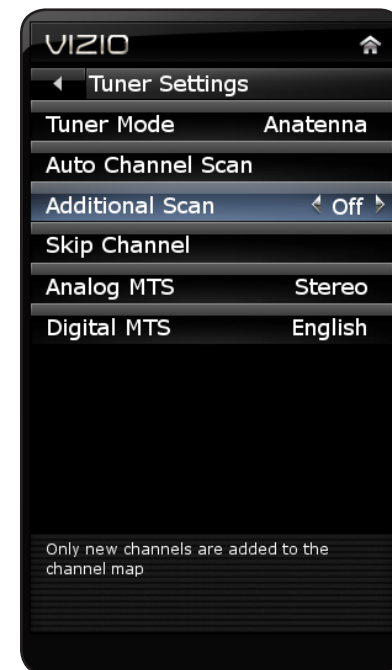 VIZIO
Tuner Settings
Tuner Mode Anatenna
Auto Channel Scan
Additional Scan Off
Skip Channel
Analog MTS Stereo
Digital MTS English
Only new channels are added to the
channel map